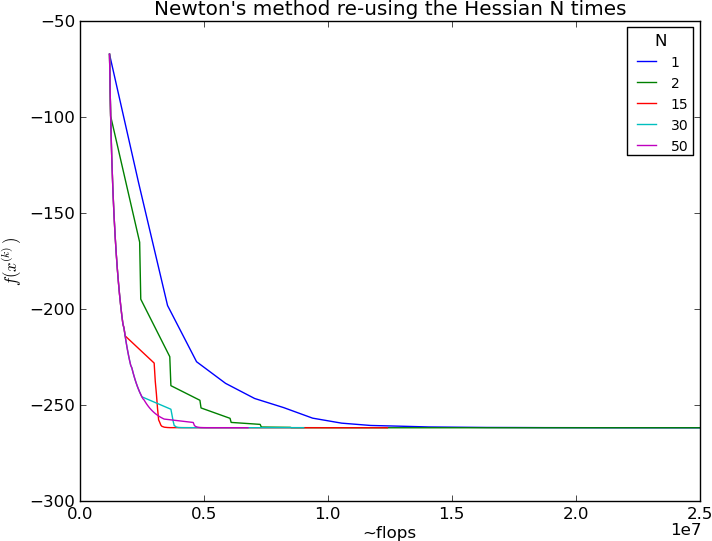 Newton's method re-using the Hessian N times
−50
−100
−150
−200
−250
−300
f(x^(k))
0.0 0.5 1.0 1.5 2.0 2.5
1e7
~flops
N
1
2
15
30
50